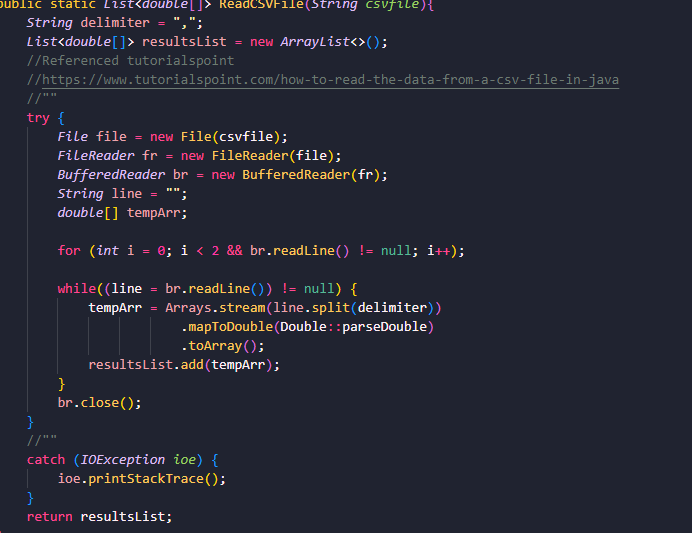 public static List<double[]> ReadCSVFile(String csvfile){
String delimiter = ",";
List<double[]> resultsList = new ArrayList<>();
//Referenced tutorialspoint
//https://www.tutorialspoint.com/how-to-read-the-data-from-a-csv-file-in-java
//""
try {
File file = new File(csvfile);
FileReader fr = new FileReader(file);
BufferedReader br = new BufferedReader(fr);
String line = "";
double[] tempArr;
for (int i = 0; i < 2 && br.readLine() != null; i++);
while((line = br.readLine()) != null) {
tempArr = Arrays.stream(line.split(delimiter))
.mapToDouble(Double::parseDouble)
.toArray();
resultsList.add(tempArr);
}
br.close();
}
//""
catch (IOException ioe) {
ioe.printStackTrace();
}
return resultsList;